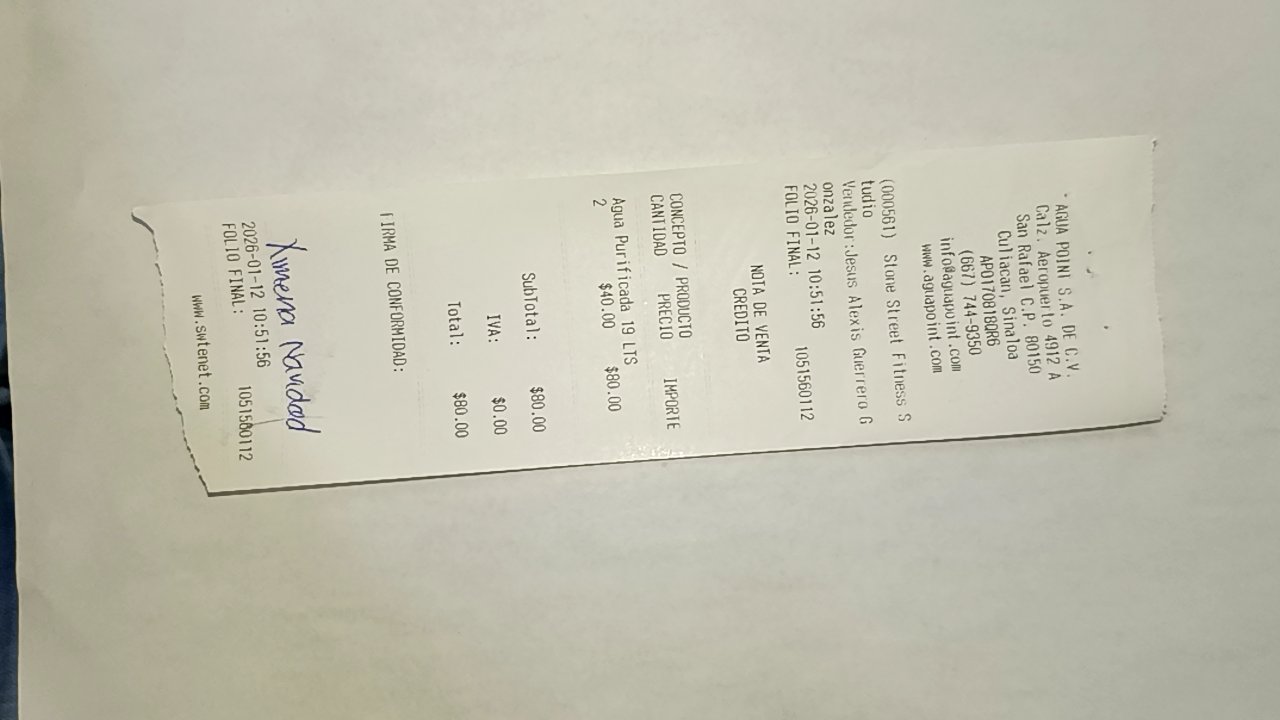 AGUA POINT S.A. DE C.V.
Calz. Aeropuerto 4912 A
San Rafael C.P. 80150
Culiacan, Sinaloa
APO170818QR6
(667) 744-9350
info@aguapoint.com
www.aguapoint.com
(000561) Stone Street Fitness S
tudio
Vendedor:Jesus Alexis Guerrero G
onzalez
2026-01-12 10:51:56
FOLIO FINAL: 1051560112
NOTA DE VENTA
CREDITO
CONCEPTO / PRODUCTO
CANTIDAD PRECIO IMPORTE
Agua Purificada 19 LTS
2 $40.00 $80.00
SubTotal: $80.00
IVA: $0.00
Total: $80.00
FIRMA DE CONFORMIDAD:
Ximena Navidad
2026-01-12 10:51:56
FOLIO FINAL: 1051560112
www.swtenet.com